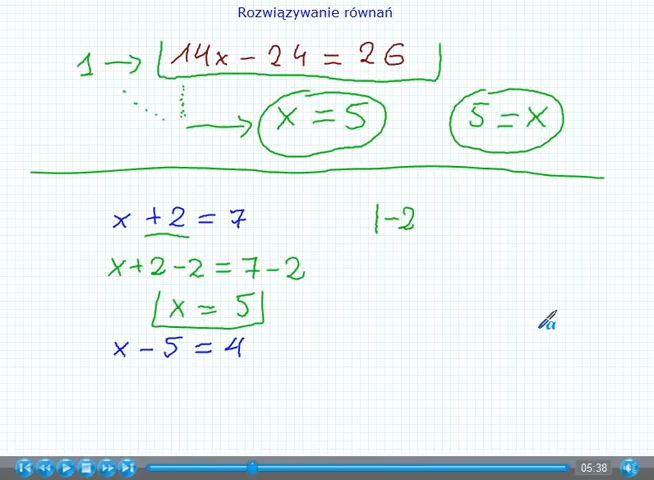 Rozwiązywanie równań
1 → 14x - 24 = 26
→ x = 5 5 = x
x + 2 = 7 |-2
x + 2 - 2 = 7 - 2
x = 5
x - 5 = 4
05:38